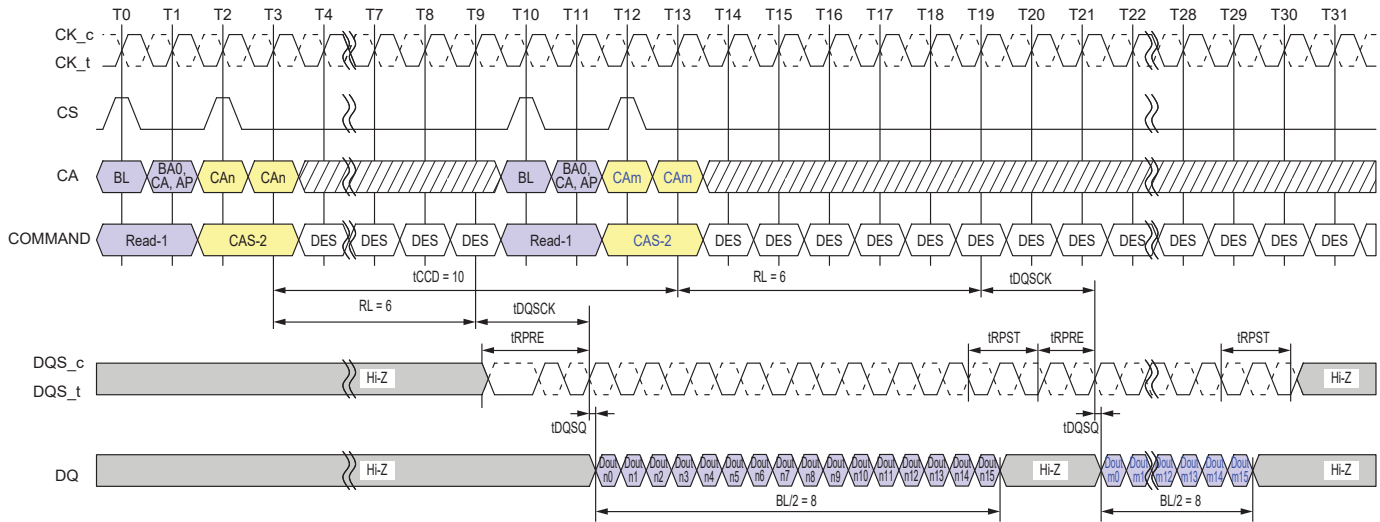 T0 T1 T2 T3 T4 T7 T8 T9 T10 T11 T12 T13 T14 T15 T16 T17 T18 T19 T20 T21 T22 T28 T29 T30 T31
CK_c
CK_t
CS
CA BL BA0, CA, AP CAn CAn BL BA0, CA, AP CAm CAm
COMMAND Read-1 CAS-2 DES DES DES DES Read-1 CAS-2 DES DES DES DES DES DES DES DES DES DES DES DES DES
tCCD = 10 RL = 6 tDQSCK
RL = 6 tDQSCK
tRPRE tRPST tRPRE tRPST
DQS_c
DQS_t Hi-Z Hi-Z
tDQSQ tDQSQ
DQ Hi-Z Dout n0 Dout n1 Dout n2 Dout n3 Dout n4 Dout n5 Dout n6 Dout n7 Dout n8 Dout n9 Dout n10 Dout n11 Dout n12 Dout n13 Dout n14 Dout n15 Hi-Z Dout m0 Dout m1 Dout m12 Dout m13 Dout m14 Dout m15 Hi-Z
BL/2 = 8 BL/2 = 8